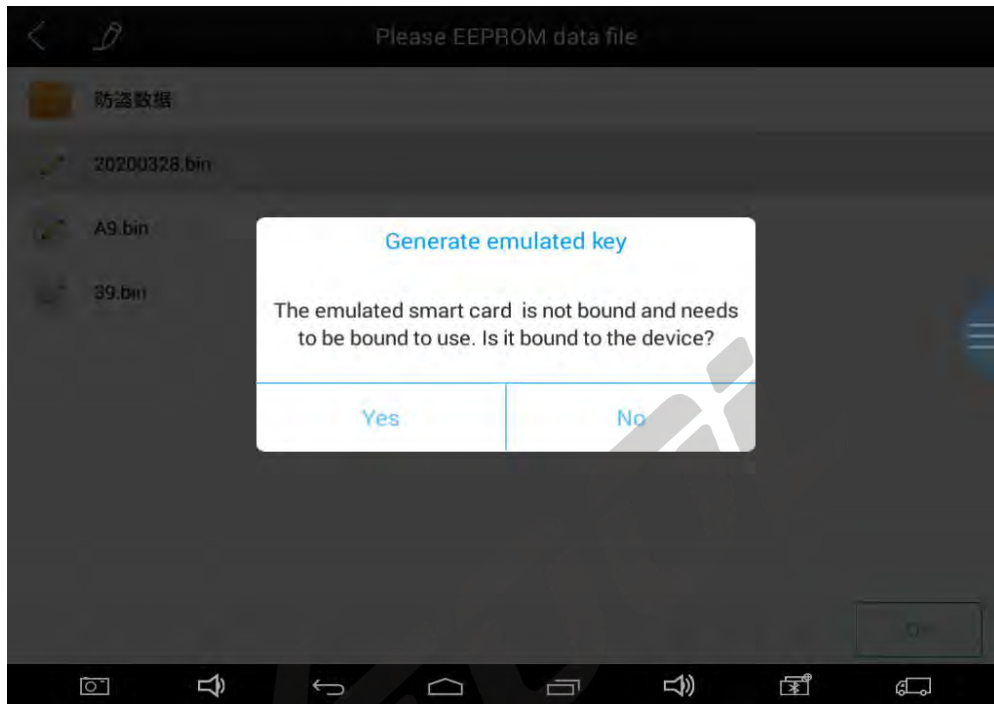 Please EEPROM data file
防盗数据
20200328.bin
A9.bin
39.bin
Generate emulated key
The emulated smart card is not bound and needs
to be bound to use. Is it bound to the device?
Yes
No